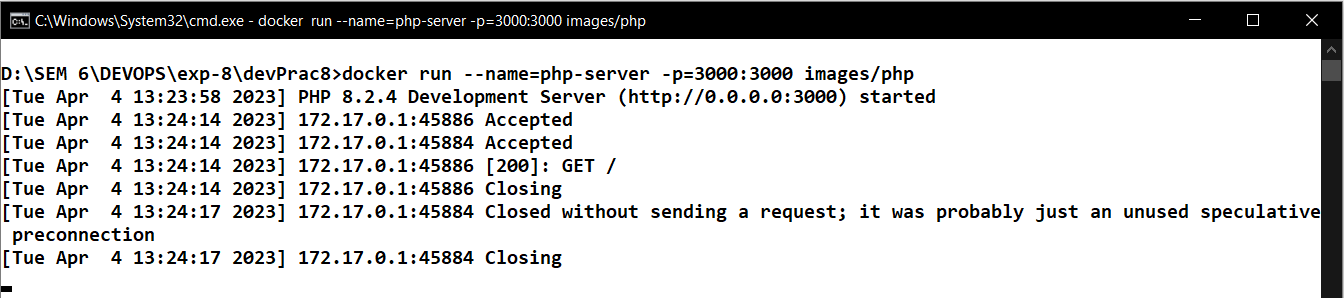 C:\Windows\System32\cmd.exe - docker  run --name=php-server -p=3000:3000 images/php
D:\SEM 6\DEVOPS\exp-8\devPrac8>docker run --name=php-server -p=3000:3000 images/php
[Tue Apr  4 13:23:58 2023] PHP 8.2.4 Development Server (http://0.0.0.0:3000) started
[Tue Apr  4 13:24:14 2023] 172.17.0.1:45886 Accepted
[Tue Apr  4 13:24:14 2023] 172.17.0.1:45884 Accepted
[Tue Apr  4 13:24:14 2023] 172.17.0.1:45886 [200]: GET /
[Tue Apr  4 13:24:14 2023] 172.17.0.1:45886 Closing
[Tue Apr  4 13:24:17 2023] 172.17.0.1:45884 Closed without sending a request; it was probably just an unused speculative
 preconnection
[Tue Apr  4 13:24:17 2023] 172.17.0.1:45884 Closing